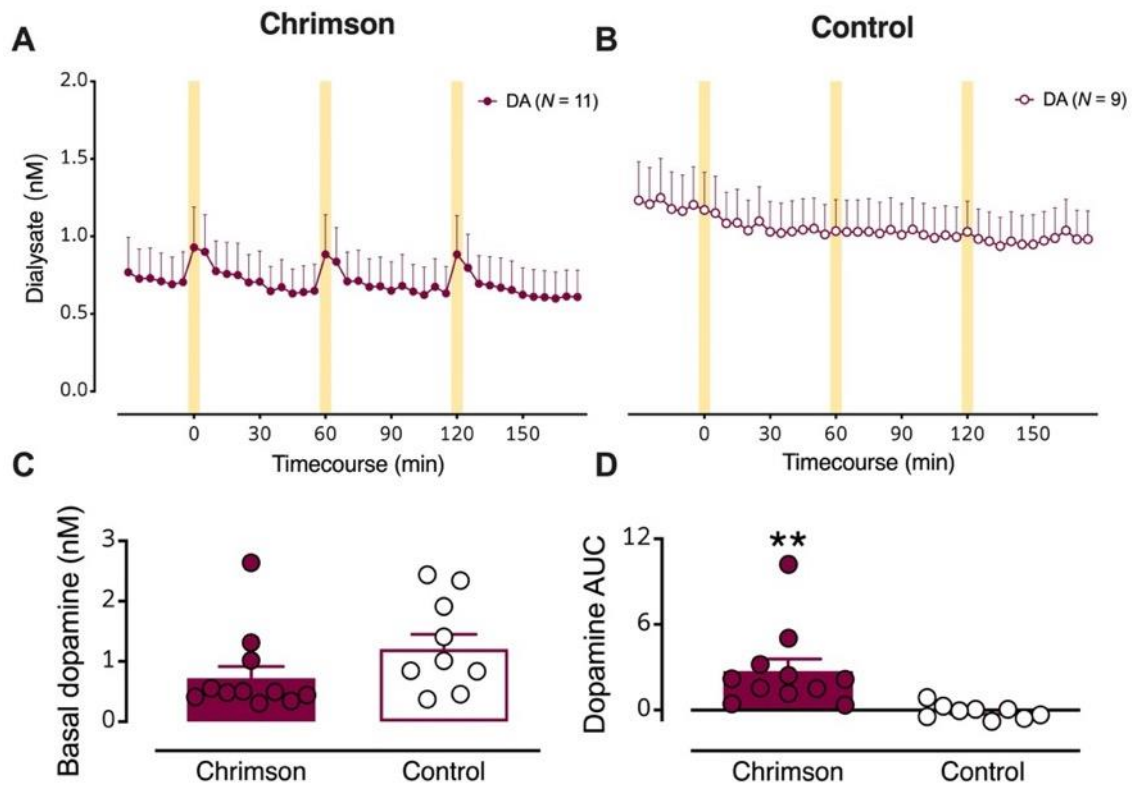 Chrimson
Control
A
B
DA (N = 11)
DA (N = 9)
Dialysate (nM)
2.0
1.5
1.0
0.5
0.0
0 30 60 90 120 150
Timecourse (min)
0 30 60 90 120 150
Timecourse (min)
C
D
Basal dopamine (nM)
3
2
1
0
Chrimson Control
Dopamine AUC
12
6
0
**
Chrimson Control